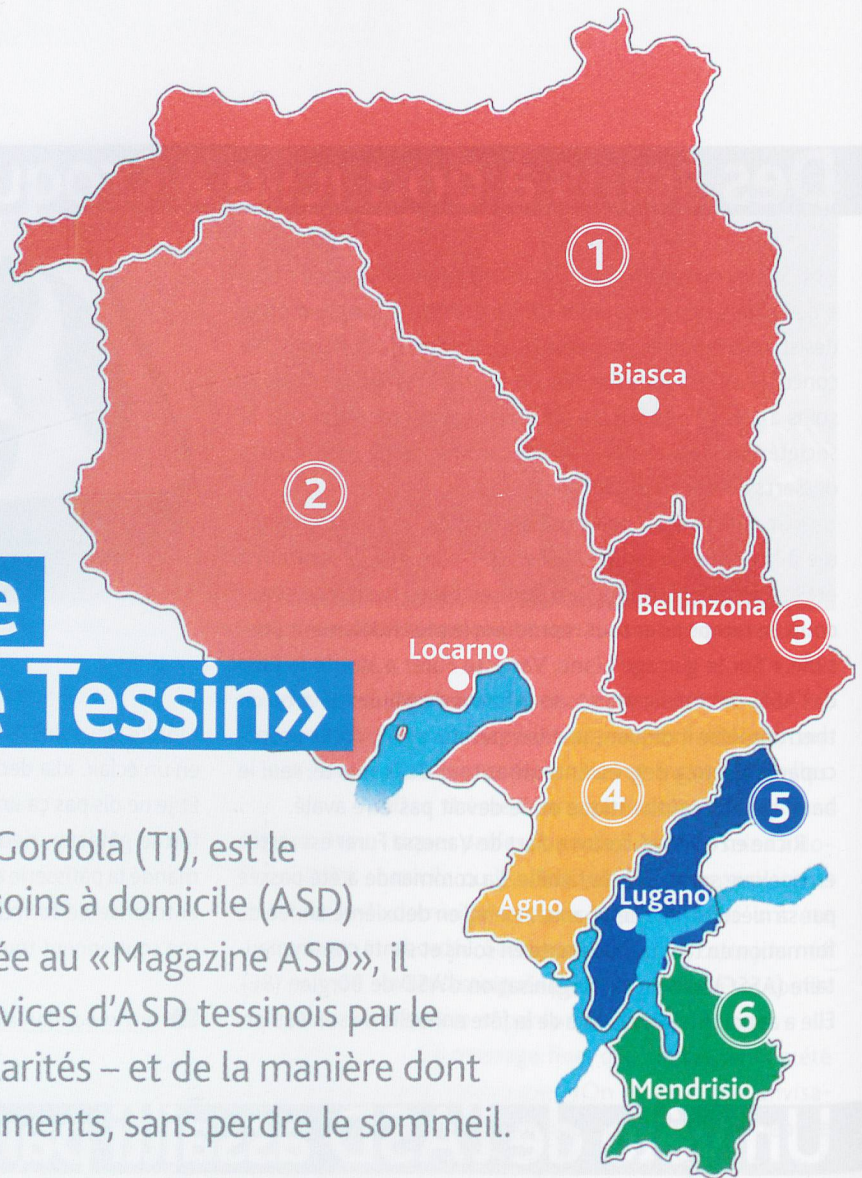 1
Biasca
2
Bellinzona
3
e
Locarno
e Tessin»
4
5
Gordola (TI), est le
soins à domicile (ASD)
Agno
Lugano
ée au «Magazine ASD», il
vices d'ASD tessinois par le
6
arités – et de la manière dont
Mendrisio
ments, sans perdre le sommeil.